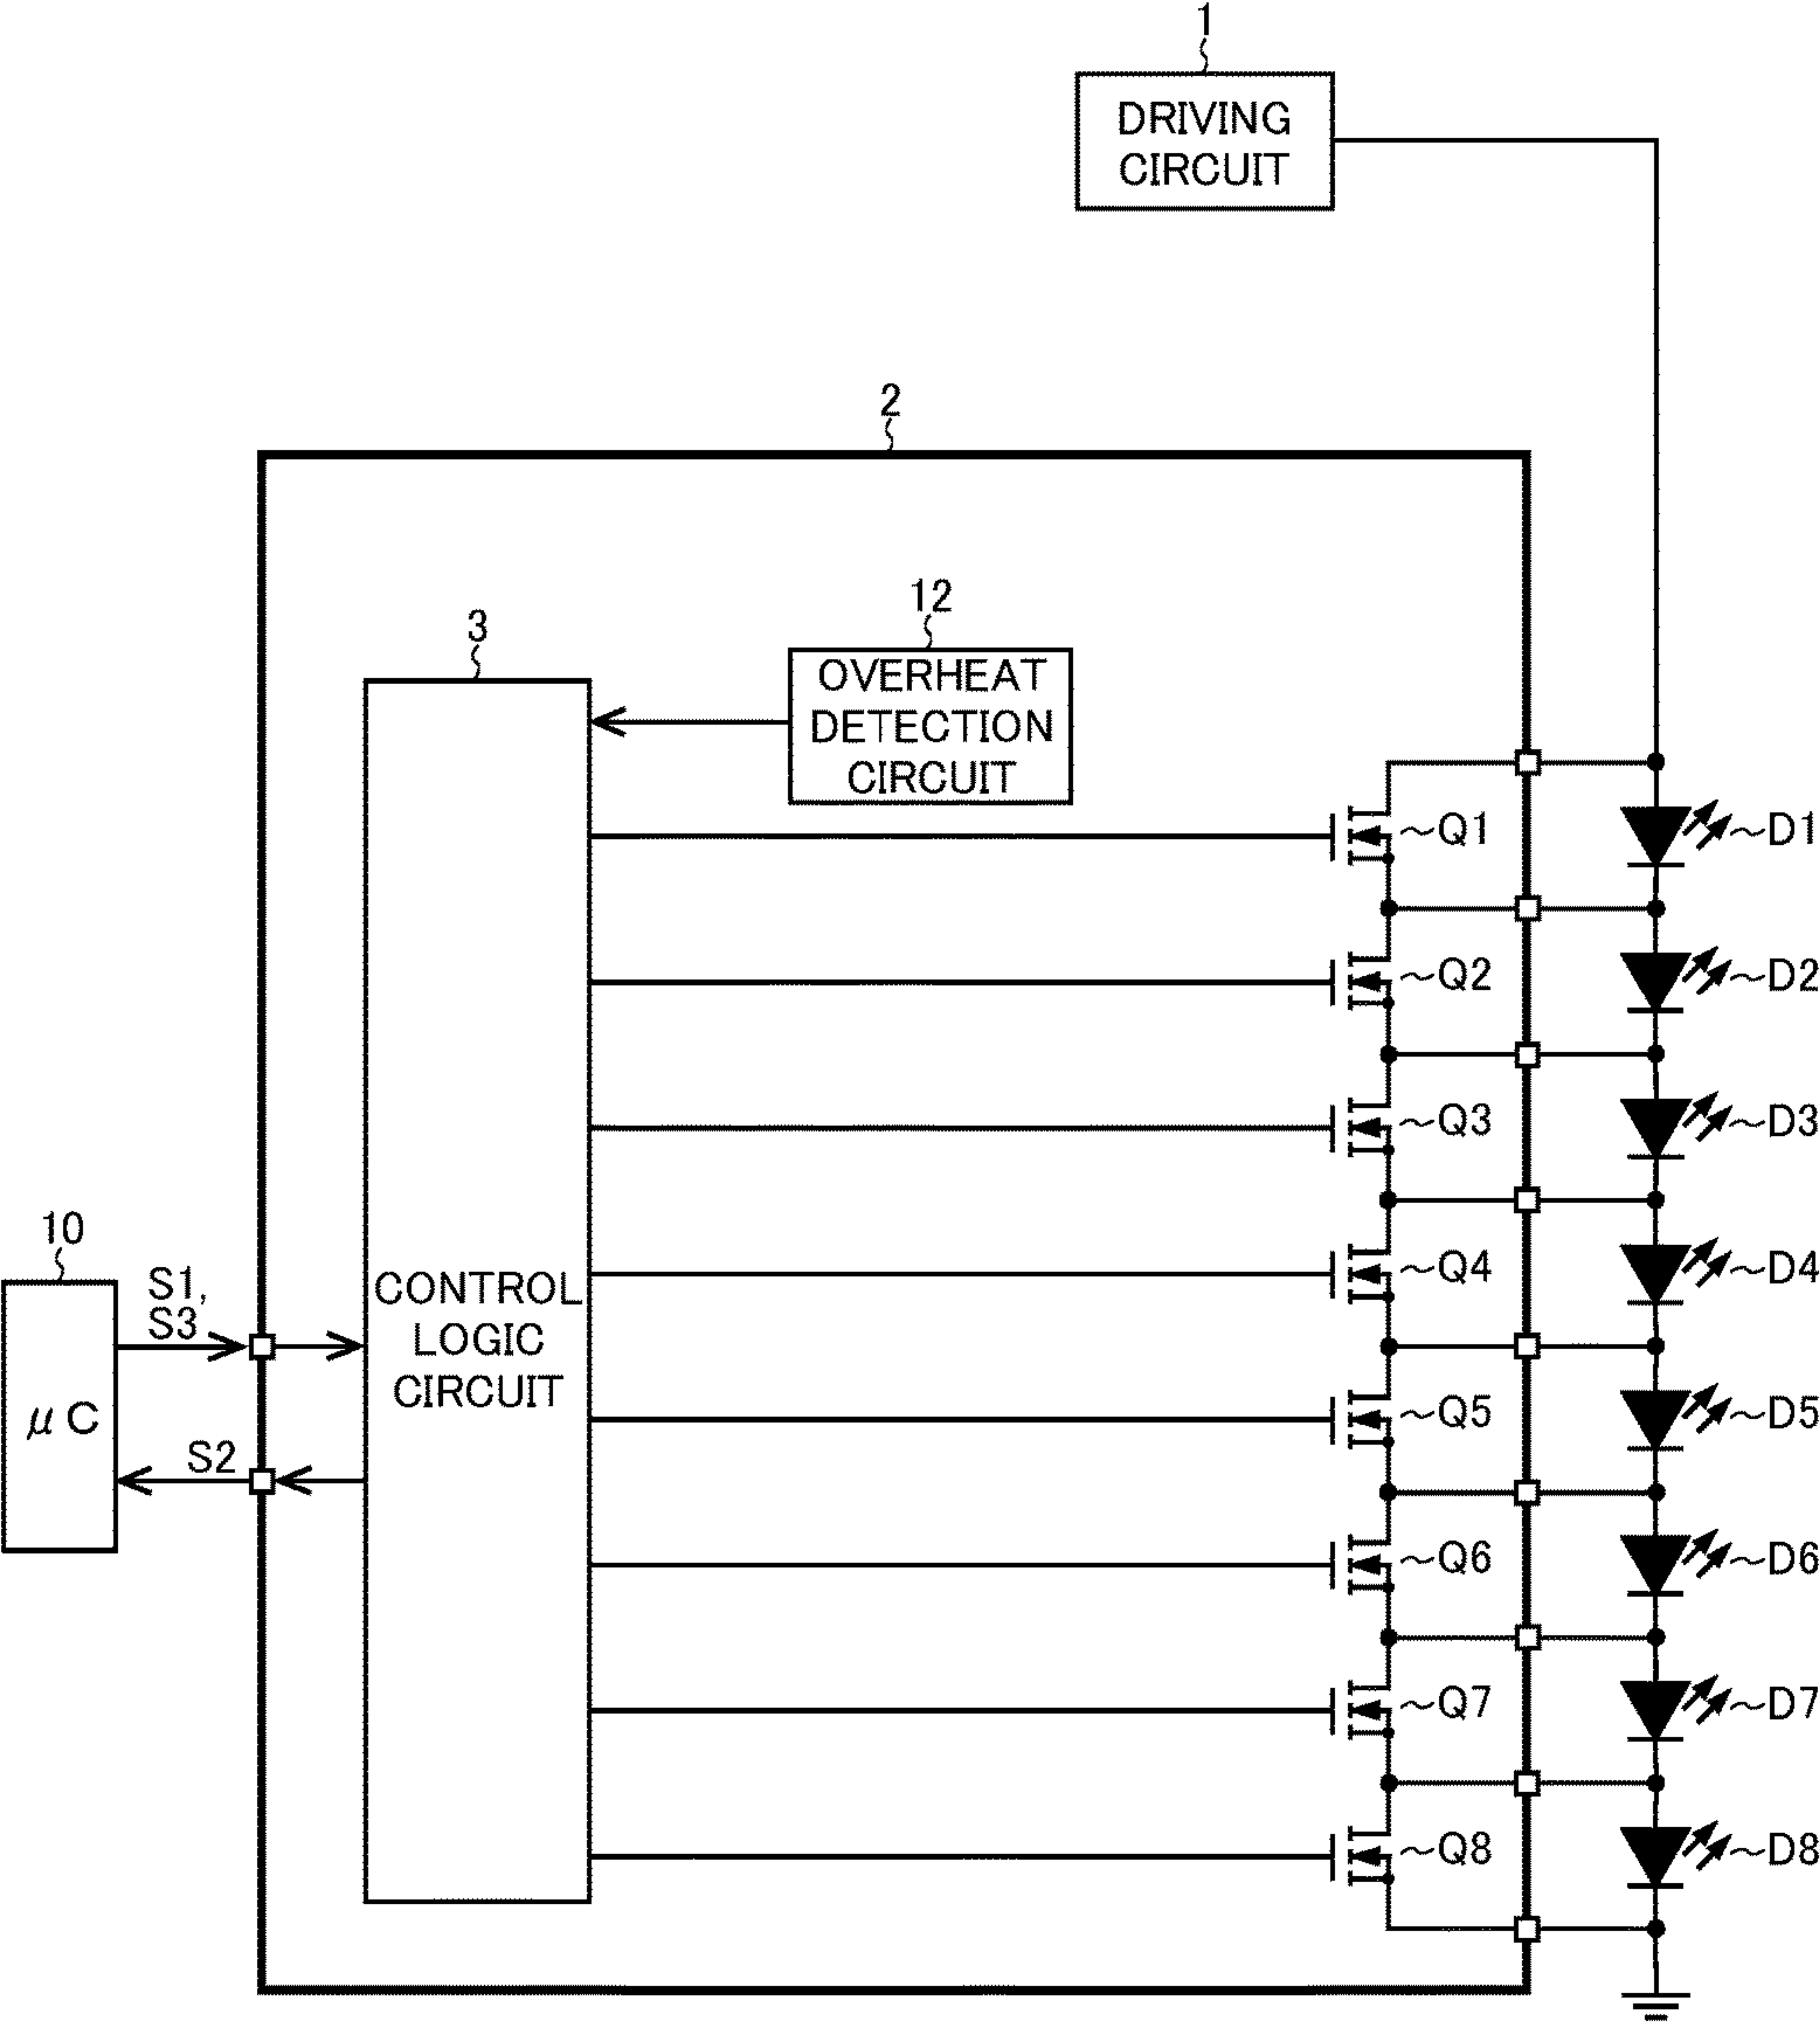 1
DRIVING
CIRCUIT
2
12
3
OVERHEAT
DETECTION
CIRCUIT
Q1
D1
Q2
D2
Q3
D3
10
S1,
S3
CONTROL
LOGIC
CIRCUIT
Q4
D4
μC
S2
Q5
D5
Q6
D6
Q7
D7
Q8
D8